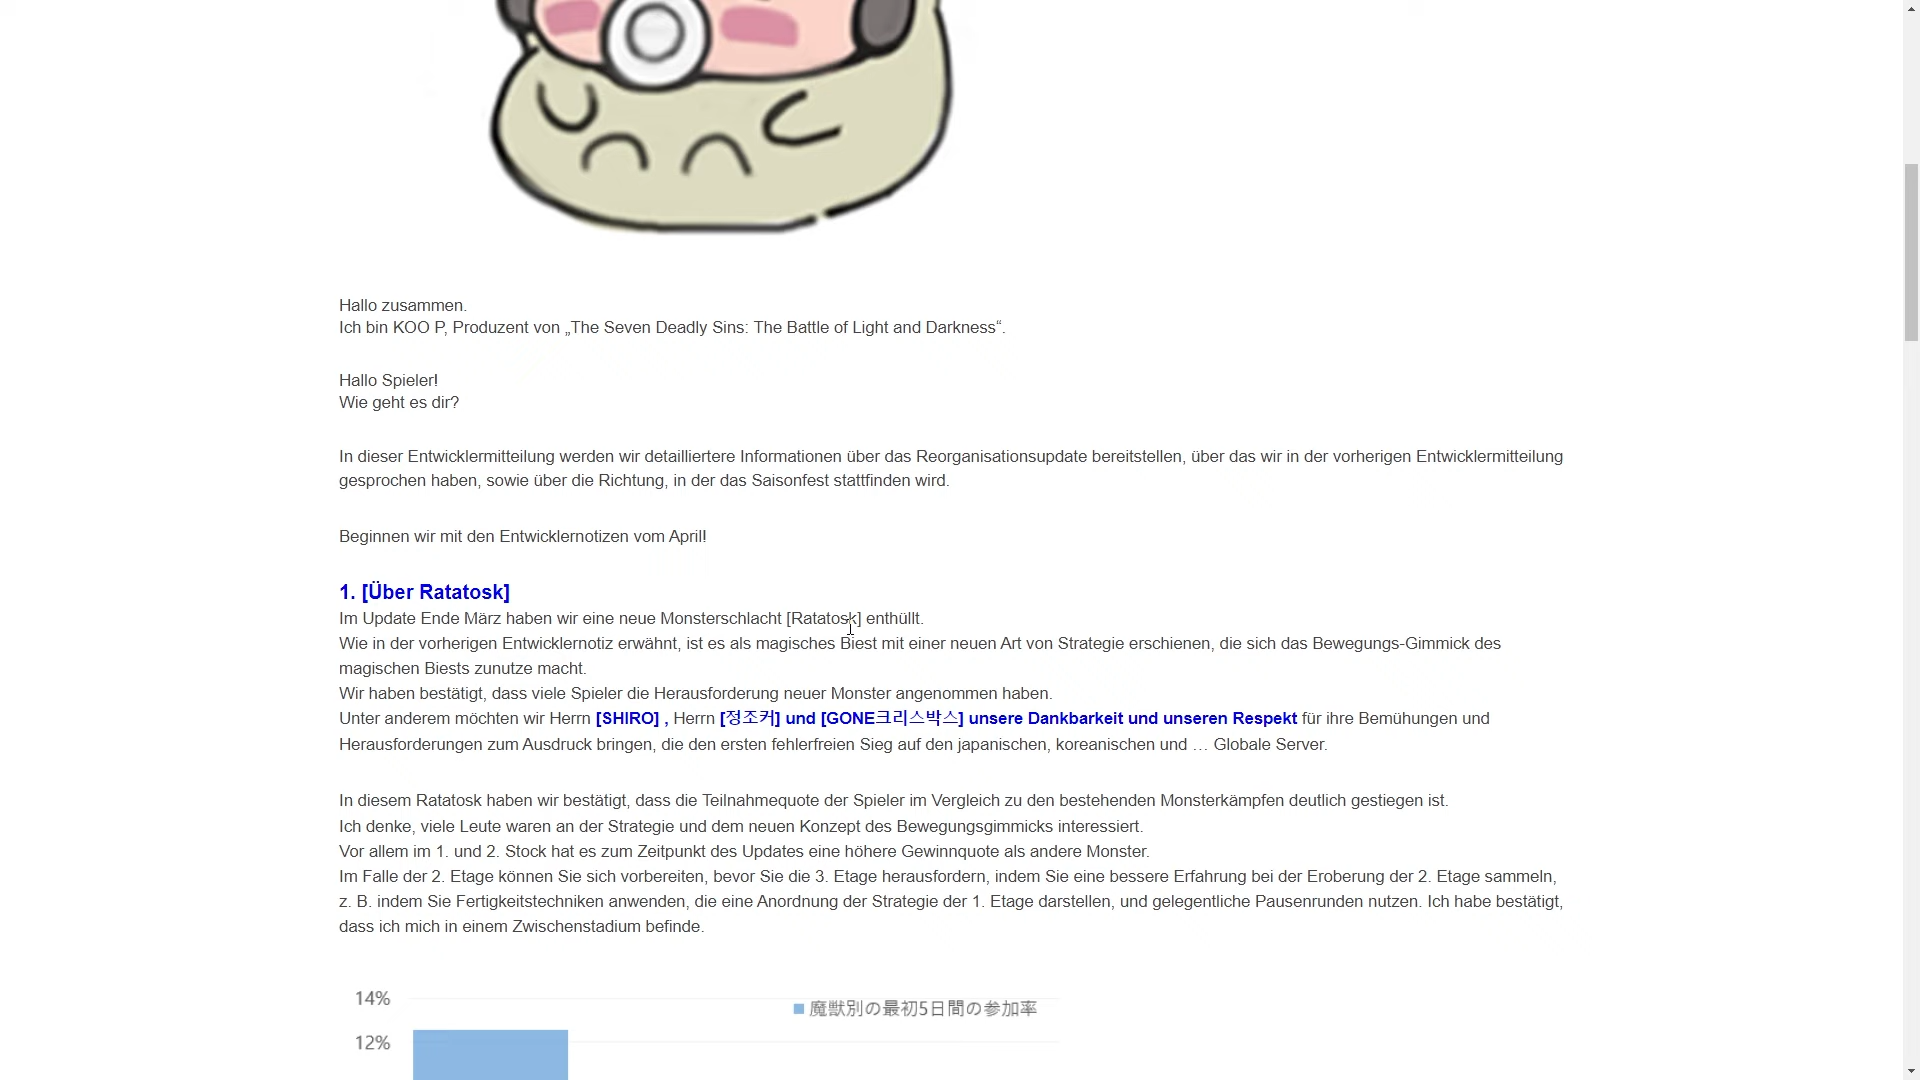 Hallo zusammen.
Ich bin KOO P, Produzent von „The Seven Deadly Sins: The Battle of Light and Darkness“.
Hallo Spieler!
Wie geht es dir?
In dieser Entwicklermitteilung werden wir detailliertere Informationen über das Reorganisationsupdate bereitstellen, über das wir in der vorherigen Entwicklermitteilung
gesprochen haben, sowie über die Richtung, in der das Saisonfest stattfinden wird.
Beginnen wir mit den Entwicklernotizen vom April!
1. [Über Ratatosk]
Im Update Ende März haben wir eine neue Monsterschlacht [Ratatosk] enthüllt.
Wie in der vorherigen Entwicklernotiz erwähnt, ist es als magisches Biest mit einer neuen Art von Strategie erschienen, die sich das Bewegungs-Gimmick des
magischen Biests zunutze macht.
Wir haben bestätigt, dass viele Spieler die Herausforderung neuer Monster angenommen haben.
Unter anderem möchten wir Herrn [SHIRO] , Herrn [정조커] und [GONE크리스박스] unsere Dankbarkeit und unseren Respekt für ihre Bemühungen und
Herausforderungen zum Ausdruck bringen, die den ersten fehlerfreien Sieg auf den japanischen, koreanischen und … Globale Server.
In diesem Ratatosk haben wir bestätigt, dass die Teilnahmequote der Spieler im Vergleich zu den bestehenden Monsterkämpfen deutlich gestiegen ist.
Ich denke, viele Leute waren an der Strategie und dem neuen Konzept des Bewegungsgimmicks interessiert.
Vor allem im 1. und 2. Stock hat es zum Zeitpunkt des Updates eine höhere Gewinnquote als andere Monster.
Im Falle der 2. Etage können Sie sich vorbereiten, bevor Sie die 3. Etage herausfordern, indem Sie eine bessere Erfahrung bei der Eroberung der 2. Etage sammeln,
z. B. indem Sie Fertigkeitstechniken anwenden, die eine Anordnung der Strategie der 1. Etage darstellen, und gelegentliche Pausenrunden nutzen. Ich habe bestätigt,
dass ich mich in einem Zwischenstadium befinde.
14%
魔獣別の最初5日間の参加率
12%